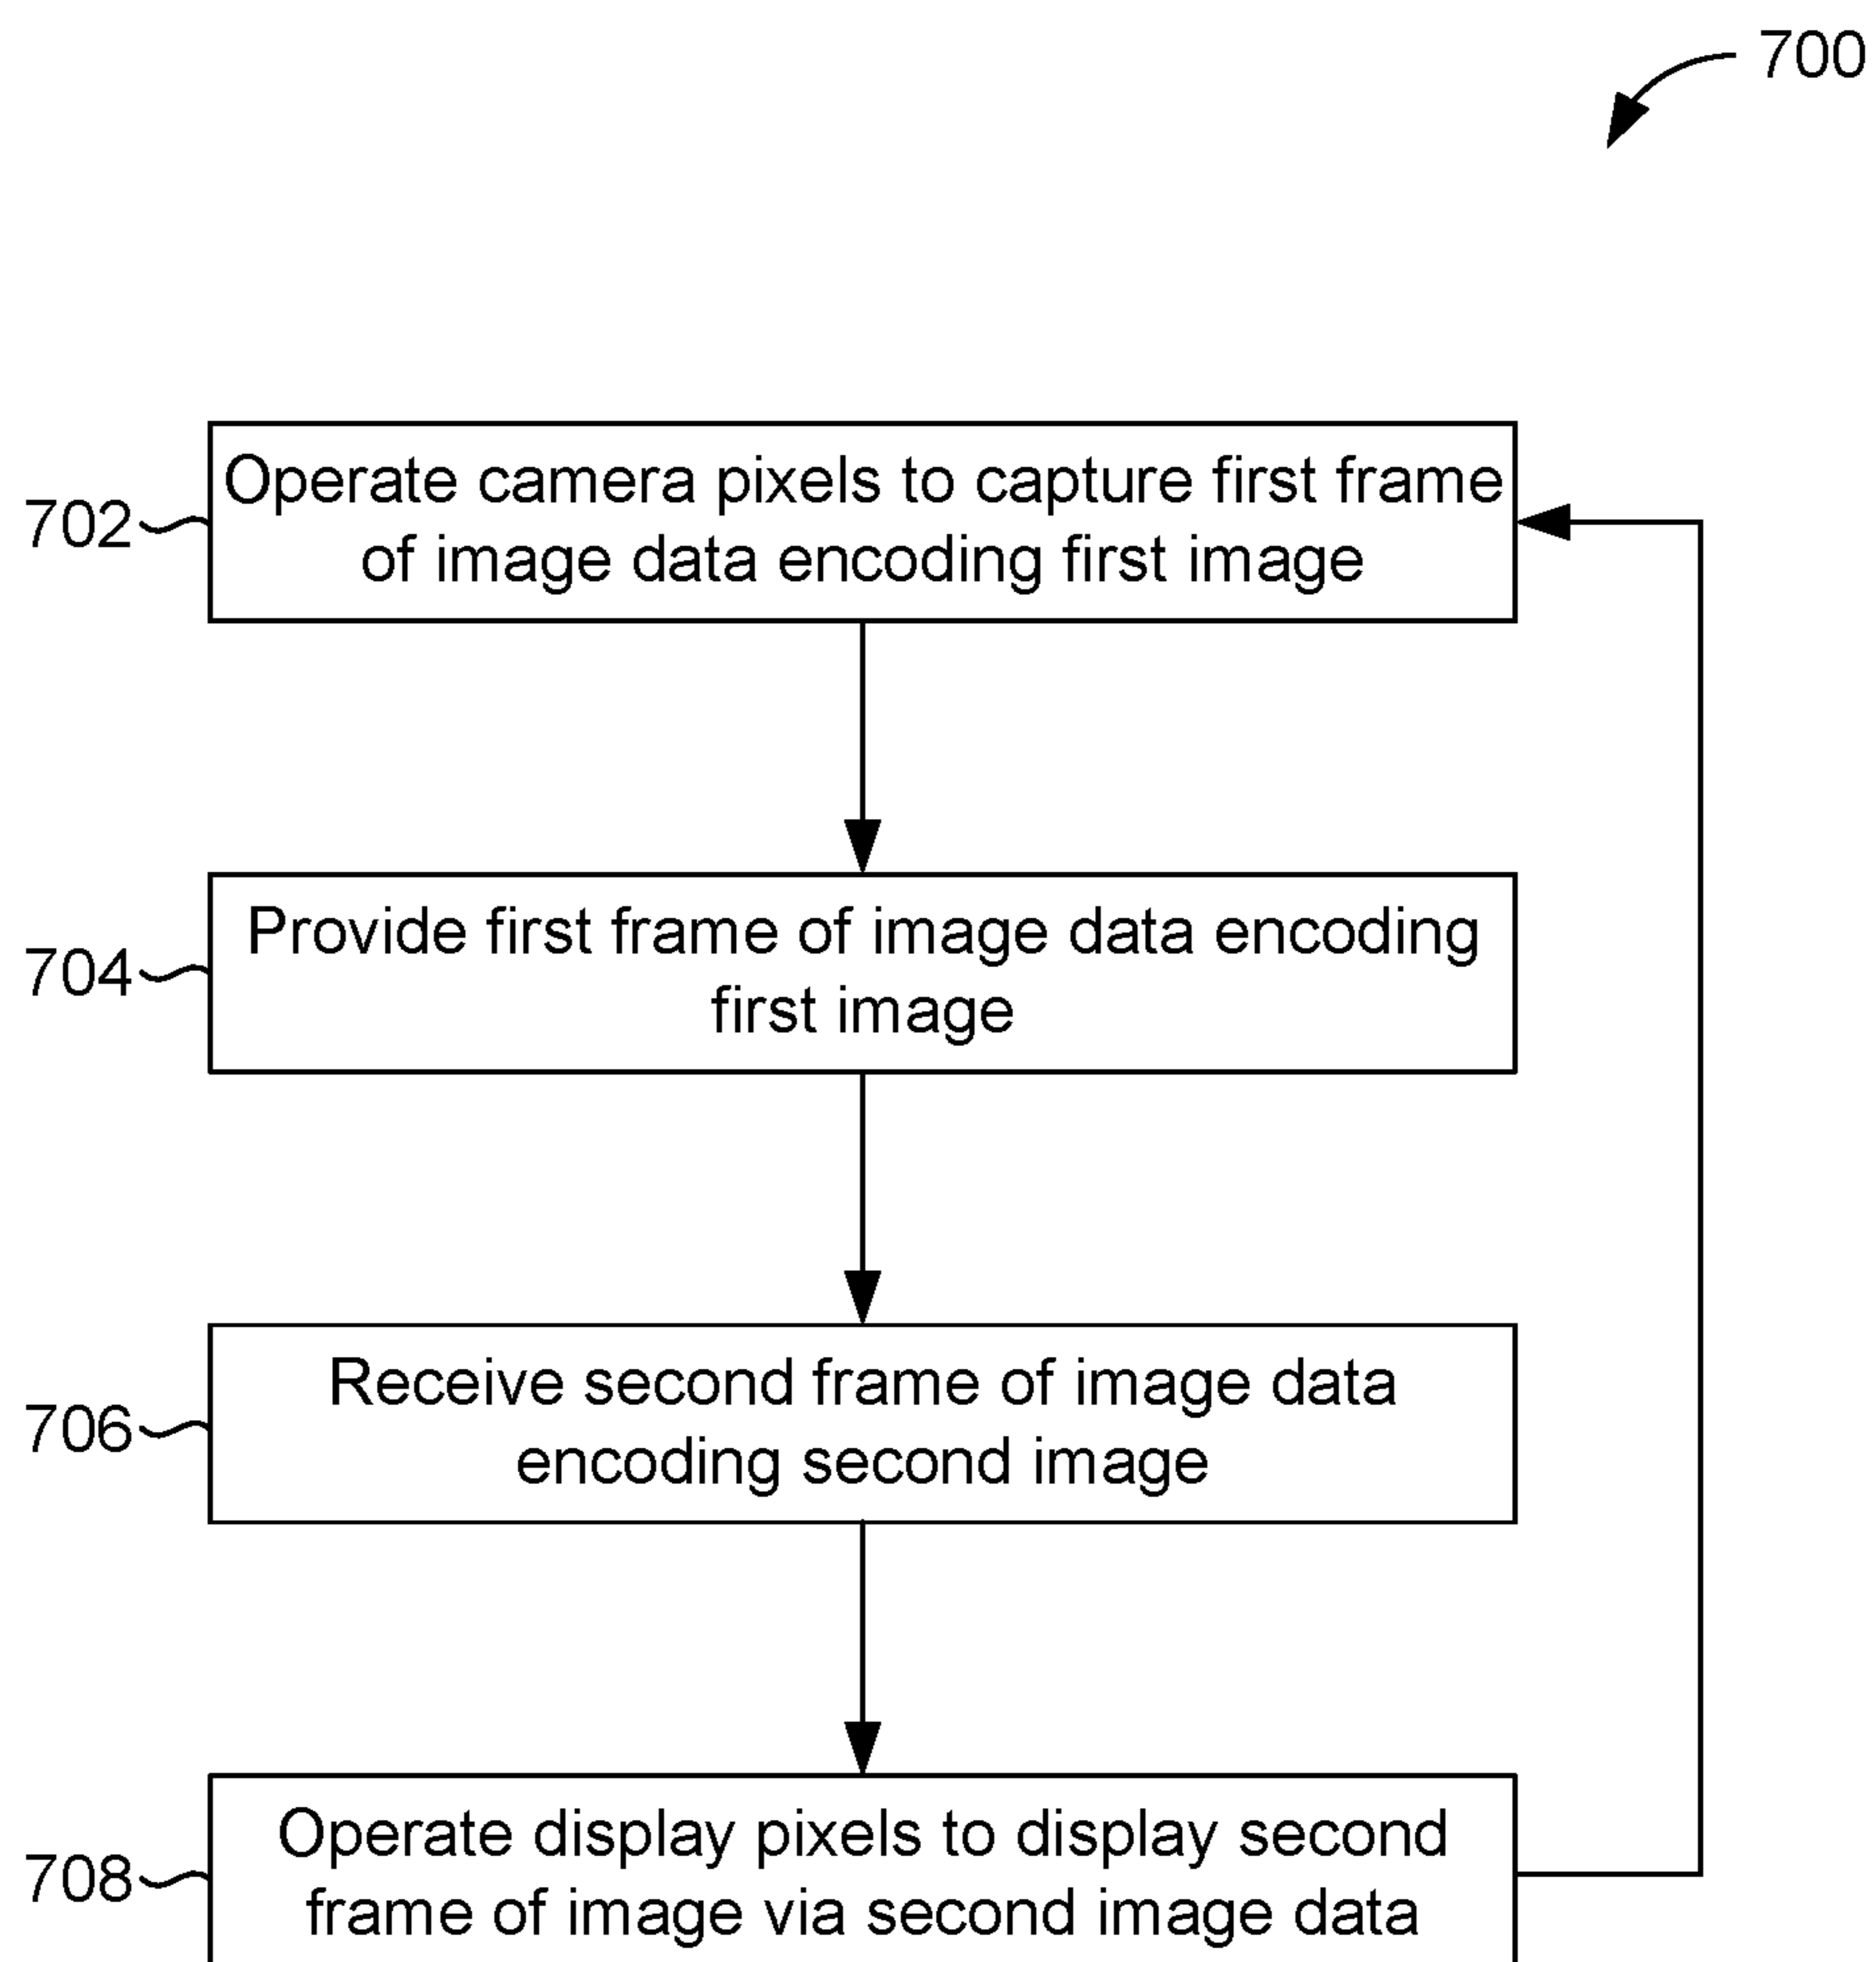 700
702
Operate camera pixels to capture first frame
of image data encoding first image
704
Provide first frame of image data encoding
first image
706
Receive second frame of image data
encoding second image
708
Operate display pixels to display second
frame of image via second image data